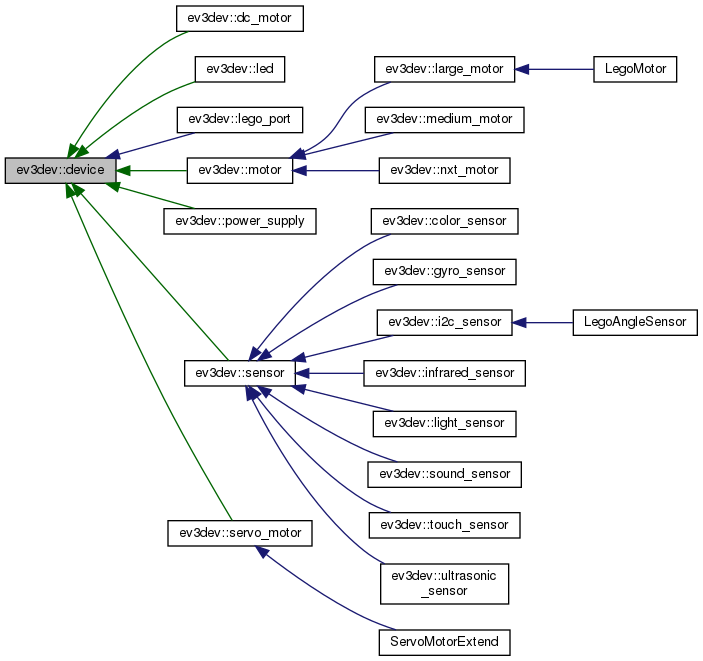 ev3dev::dc_motor
ev3dev::led
ev3dev::large_motor
LegoMotor
ev3dev::lego_port
ev3dev::medium_motor
ev3dev::device
ev3dev::motor
ev3dev::nxt_motor
ev3dev::power_supply
ev3dev::color_sensor
ev3dev::gyro_sensor
ev3dev::i2c_sensor
LegoAngleSensor
ev3dev::sensor
ev3dev::infrared_sensor
ev3dev::light_sensor
ev3dev::sound_sensor
ev3dev::touch_sensor
ev3dev::servo_motor
ev3dev::ultrasonic
_sensor
ServoMotorExtend